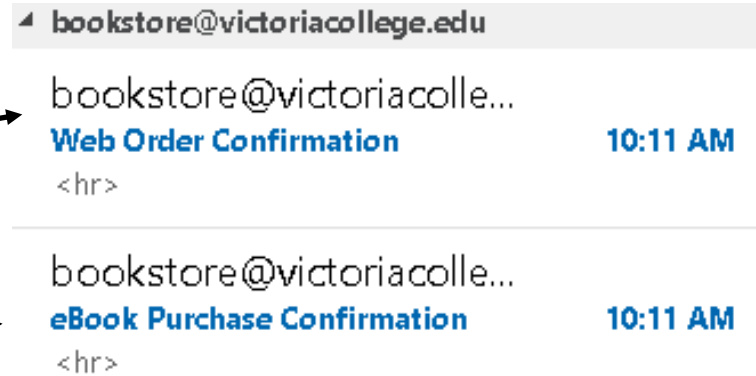 bookstore@victoriacollege.edu
bookstore@victoriacolle...
Web Order Confirmation 10:11 AM
<hr>
bookstore@victoriacolle...
eBook Purchase Confirmation 10:11 AM
<hr>